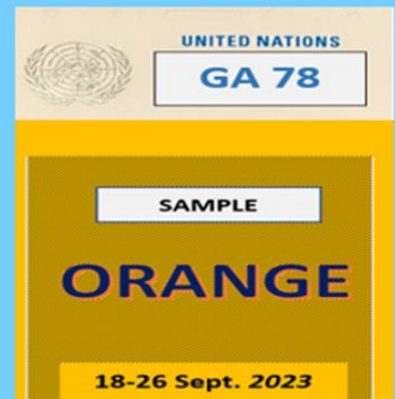 UNITED NATIONS
GA 78
SAMPLE
ORANGE
18-26 Sept. 2023